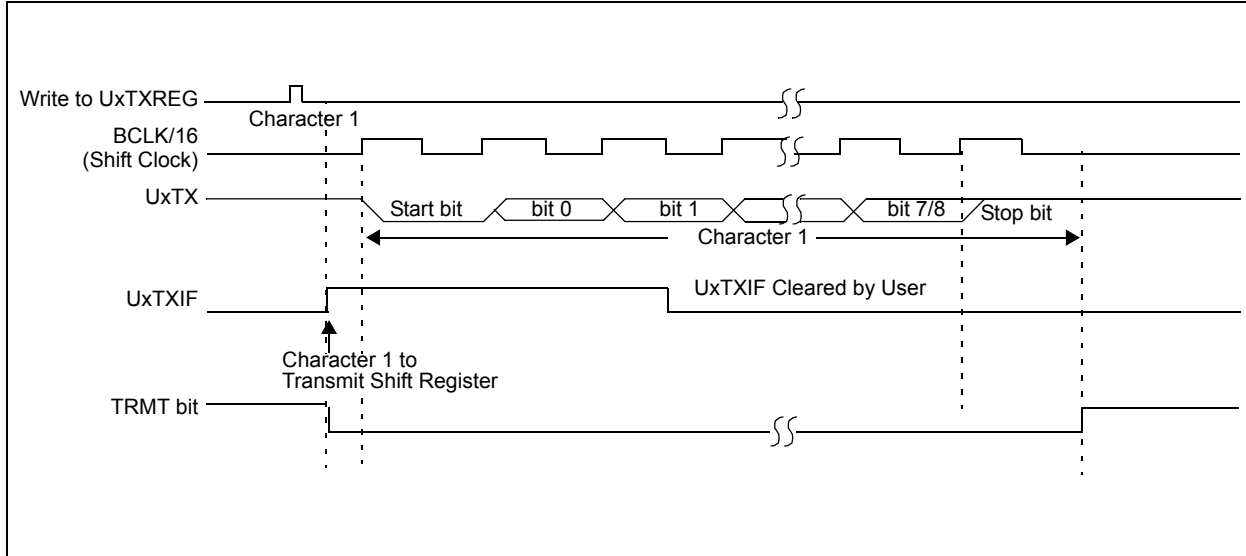 Write to UxTXREG
Character 1
BCLK/16
(Shift Clock)
UxTX
Start bit
bit 0
bit 1
bit 7/8
Stop bit
Character 1
UxTXIF
UxTXIF Cleared by User
Character 1 to
Transmit Shift Register
TRMT bit